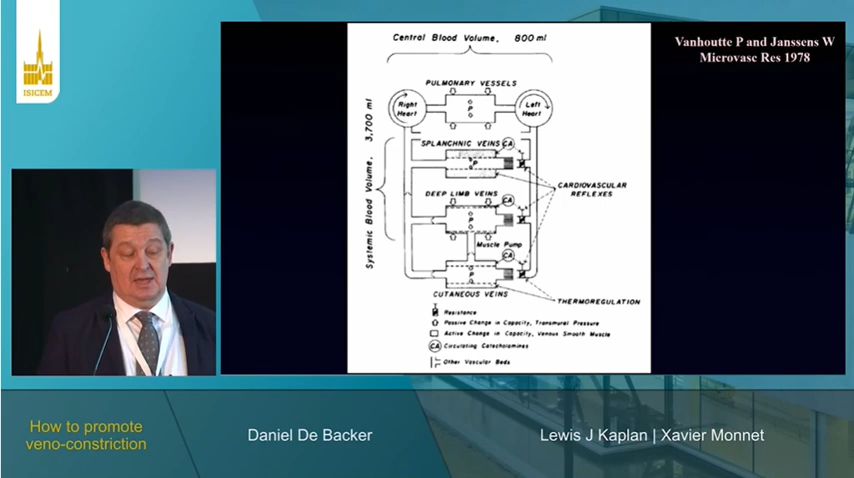 ISICEM
Central Blood Volume, 800 ml
Vanhoutte P and Janssens W
Microvasc Res 1978
PULMONARY VESSELS
Right Heart
P
Left Heart
Systemic Blood Volume, 3,700 ml
SPLANCHNIC VEINS
CA
P
CARDIOVASCULAR
REFLEXES
DEEP LIMB VEINS
CA
P
Muscle Pump
CA
P
THERMOREGULATION
CUTANEOUS VEINS
Resistance
Passive Change in Capacity, Transmural Pressure
Active Change in Capacity, Venous Smooth Muscle
CA Circulating Catecholamines
Other Vascular Beds
How to promote
veno-constriction
Daniel De Backer
Lewis J Kaplan | Xavier Monnet